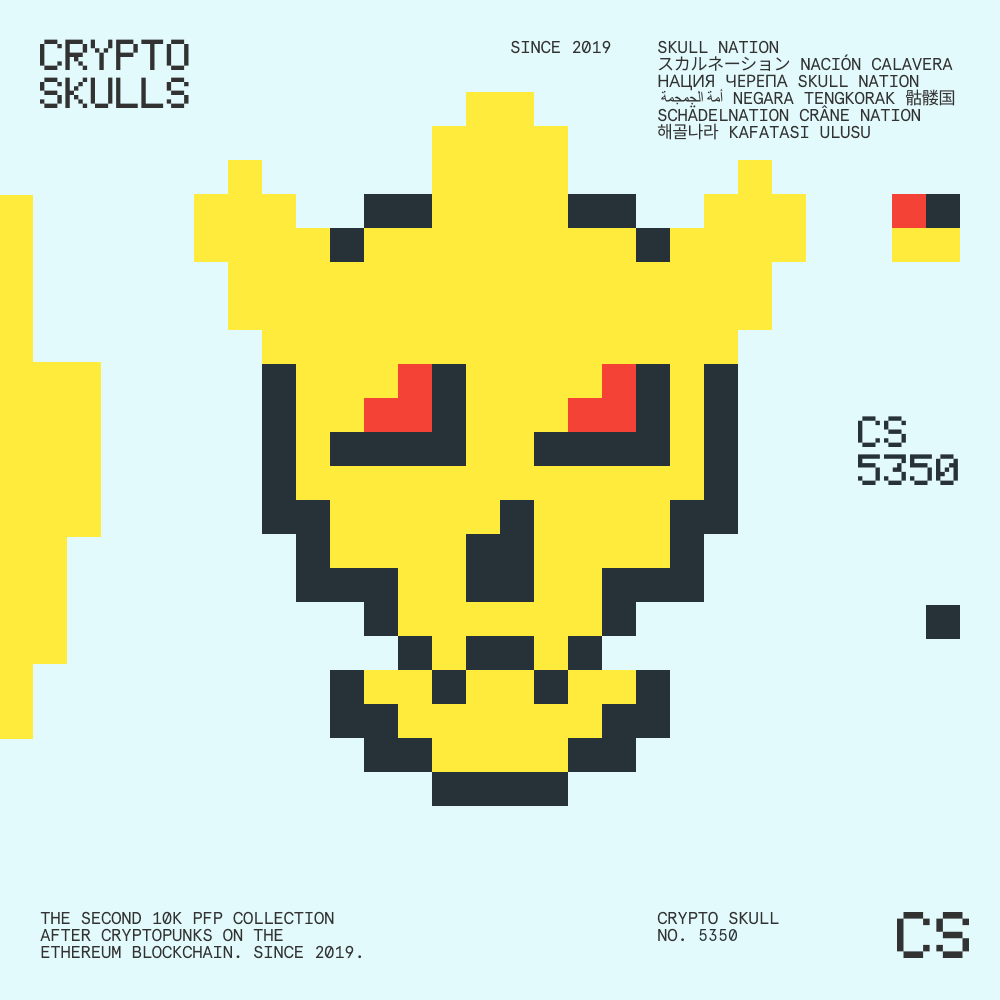 CRYPTO
SKULLS
SINCE 2019
SKULL NATION
スカルネーション NACIÓN CALAVERA
НАЦИЯ ЧЕРЕПА SKULL NATION
أمة الجمجمة NEGARA TENGKORAK 骷髅国
SCHÄDELNATION CRÂNE NATION
해골나라 KAFATASI ULUSU
CS
5350
THE SECOND 10K PFP COLLECTION
AFTER CRYPTOPUNKS ON THE
ETHEREUM BLOCKCHAIN. SINCE 2019.
CRYPTO SKULL
NO. 5350
CS